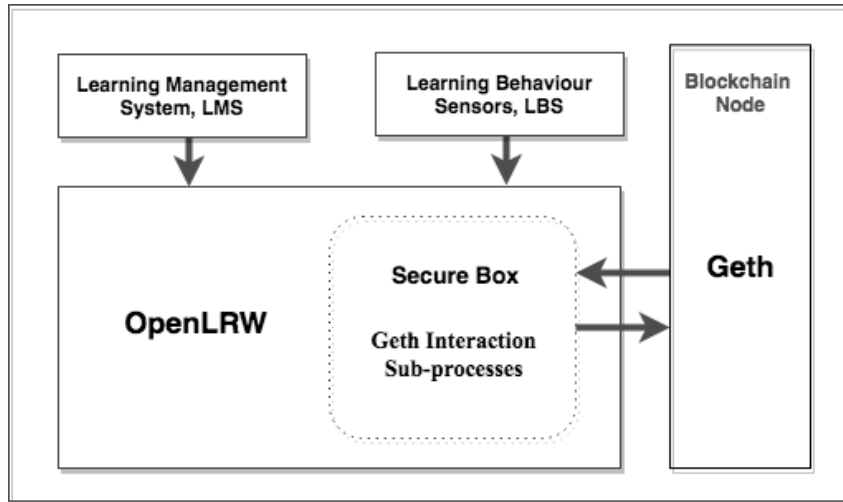 Learning Management
System, LMS
Learning Behaviour
Sensors, LBS
Blockchain
Node
OpenLRW
Secure Box
Geth Interaction
Sub-processes
Geth